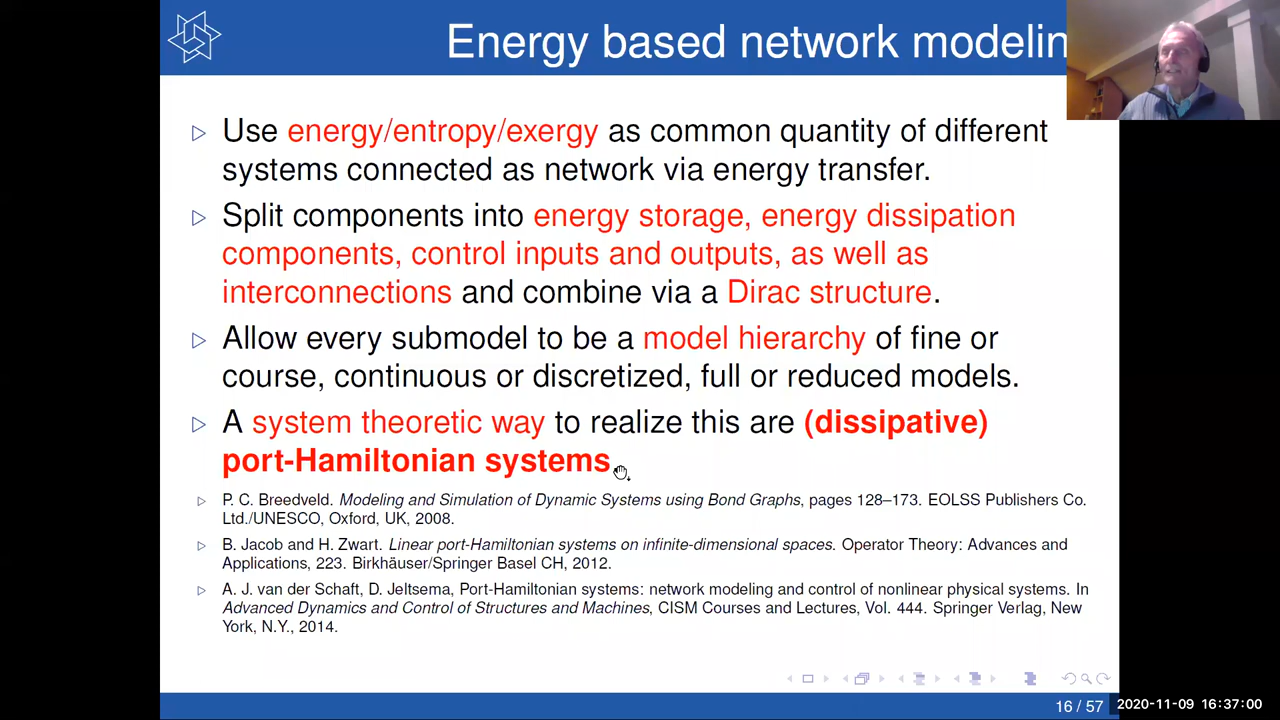 Energy based network modelin
Use energy/entropy/exergy as common quantity of different
systems connected as network via energy transfer.
Split components into energy storage, energy dissipation
components, control inputs and outputs, as well as
interconnections and combine via a Dirac structure.
Allow every submodel to be a model hierarchy of fine or
course, continuous or discretized, full or reduced models.
A system theoretic way to realize this are (dissipative)
port-Hamiltonian systems.
P. C. Breedveld. Modeling and Simulation of Dynamic Systems using Bond Graphs, pages 128–173. EOLSS Publishers Co.
Ltd./UNESCO, Oxford, UK, 2008.
B. Jacob and H. Zwart. Linear port-Hamiltonian systems on infinite-dimensional spaces. Operator Theory: Advances and
Applications, 223. Birkhäuser/Springer Basel CH, 2012.
A. J. van der Schaft, D. Jeltsema, Port-Hamiltonian systems: network modeling and control of nonlinear physical systems. In
Advanced Dynamics and Control of Structures and Machines, CISM Courses and Lectures, Vol. 444. Springer Verlag, New
York, N.Y., 2014.
16 / 57
2020-11-09 16:37:00